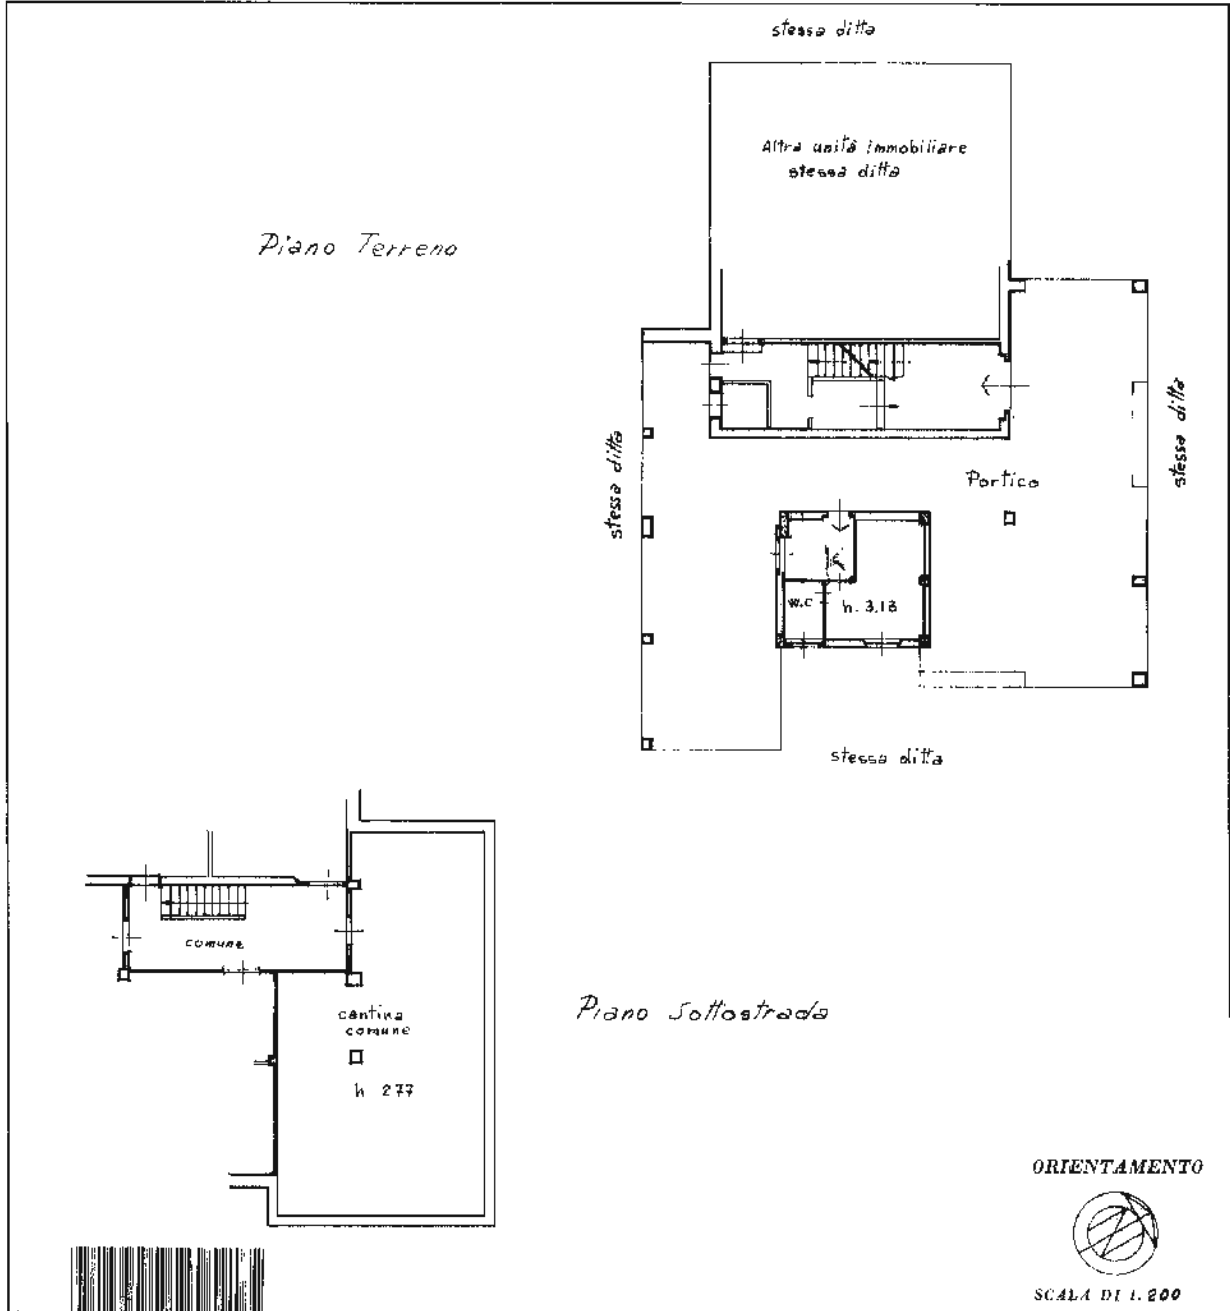 stessa ditta
Altra unità immobiliare
stessa ditta
Piano Terreno
stessa ditta
stessa ditta
Portico
w.c
h. 3.13
stessa ditta
comune
cantina
comune
h 277
Piano Sottostrada
ORIENTAMENTO
SCALA DI 1.200